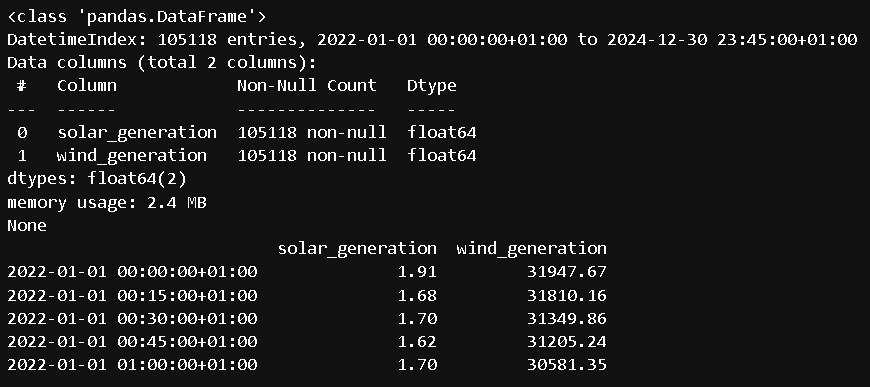 <class 'pandas.DataFrame'>
DatetimeIndex: 105118 entries, 2022-01-01 00:00:00+01:00 to 2024-12-30 23:45:00+01:00
Data columns (total 2 columns):
 #   Column            Non-Null Count   Dtype
---  ------            --------------   -----
 0   solar_generation  105118 non-null  float64
 1   wind_generation   105118 non-null  float64
dtypes: float64(2)
memory usage: 2.4 MB
None
                           solar_generation  wind_generation
2022-01-01 00:00:00+01:00              1.91         31947.67
2022-01-01 00:15:00+01:00              1.68         31810.16
2022-01-01 00:30:00+01:00              1.70         31349.86
2022-01-01 00:45:00+01:00              1.62         31205.24
2022-01-01 01:00:00+01:00              1.70         30581.35